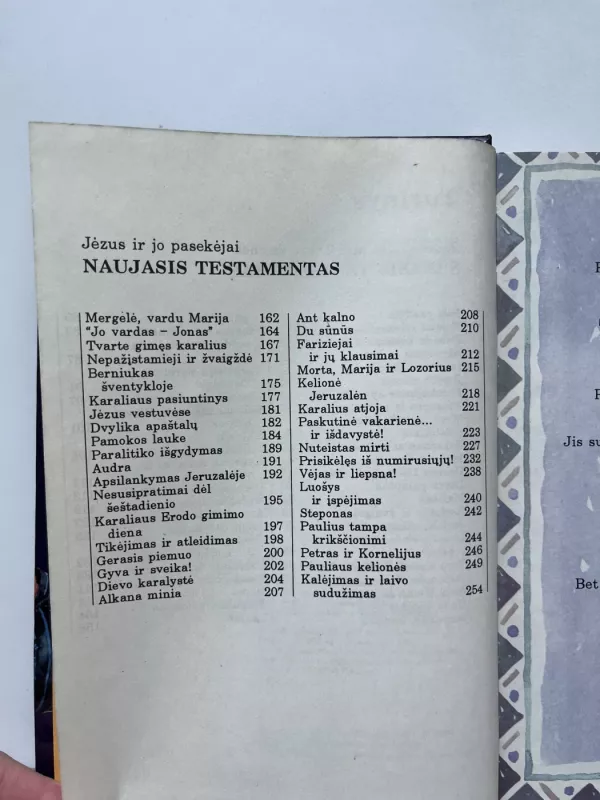 Jėzus ir jo pasekėjai
NAUJASIS TESTAMENTAS
Mergelė, vardu Marija 162
"Jo vardas – Jonas" 164
Tvarte gimęs karalius 167
Nepažįstamieji ir žvaigždė 171
Berniukas
šventykloje 175
Karaliaus pasiuntinys 177
Jėzus vestuvėse 181
Dvylika apaštalų 182
Pamokos lauke 184
Paralitiko išgydymas 189
Audra 191
Apsilankymas Jeruzalėje 192
Nesusipratimai dėl
šeštadienio 195
Karaliaus Erodo gimimo
diena 197
Tikėjimas ir atleidimas 198
Gerasis piemuo 200
Gyva ir sveika! 202
Dievo karalystė 204
Alkana minia 207
Ant kalno 208
Du sūnūs 210
Fariziejai
ir jų klausimai 212
Morta, Marija ir Lozorius 215
Kelionė
Jeruzalėn 218
Karalius atjoja 221
Paskutinė vakarienė...
ir išdavystė! 223
Nuteistas mirti 227
Prisikėlęs iš numirusiųjų! 232
Vėjas ir liepsna! 238
Luošys
ir įspėjimas 240
Steponas 242
Paulius tampa
krikščionimi 244
Petras ir Kornelijus 246
Pauliaus kelionės 249
Kalėjimas ir laivo
sudužimas 254
Jis su
Bet